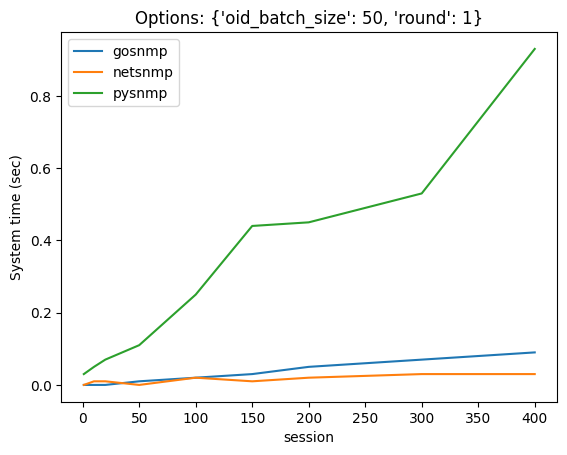 Options: {'oid_batch_size': 50, 'round': 1}
gosnmp
netsnmp
pysnmp
System time (sec)
0.8
0.6
0.4
0.2
0.0
0 50 100 150 200 250 300 350 400
session